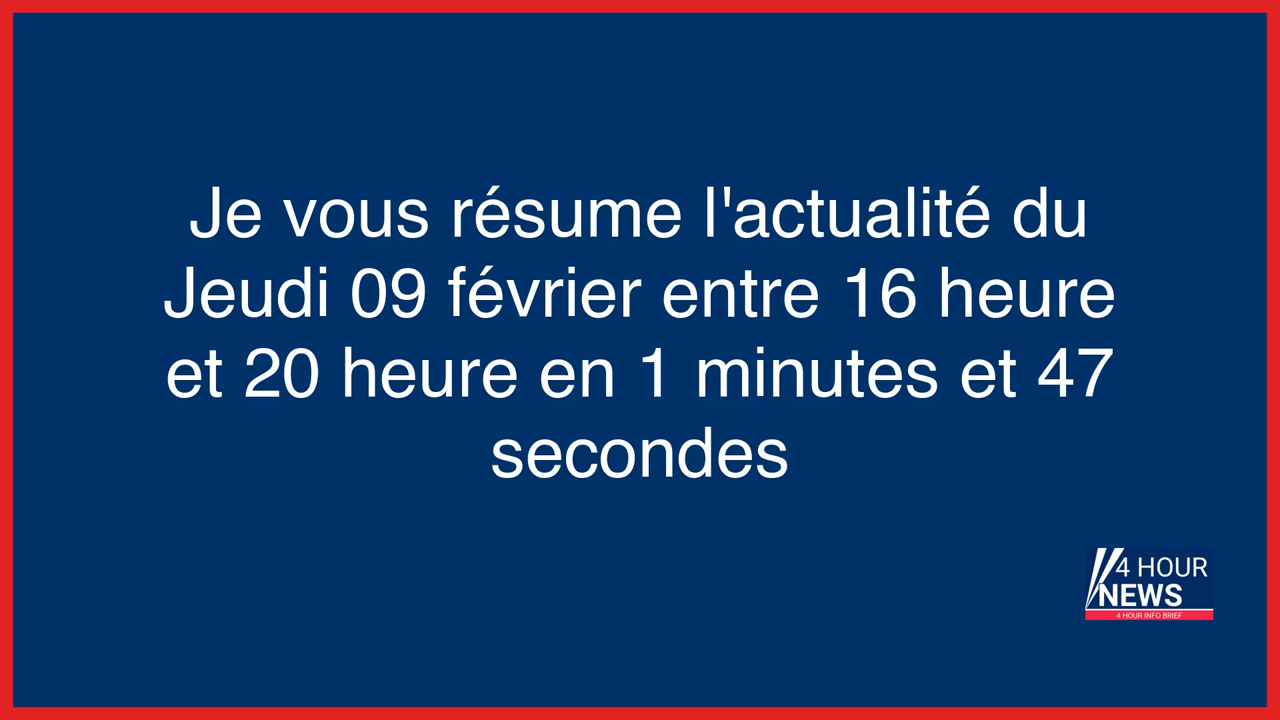 Je vous résume l'actualité du
Jeudi 09 février entre 16 heure
et 20 heure en 1 minutes et 47
secondes
4 HOUR
NEWS
4 HOUR INFO BRIEF